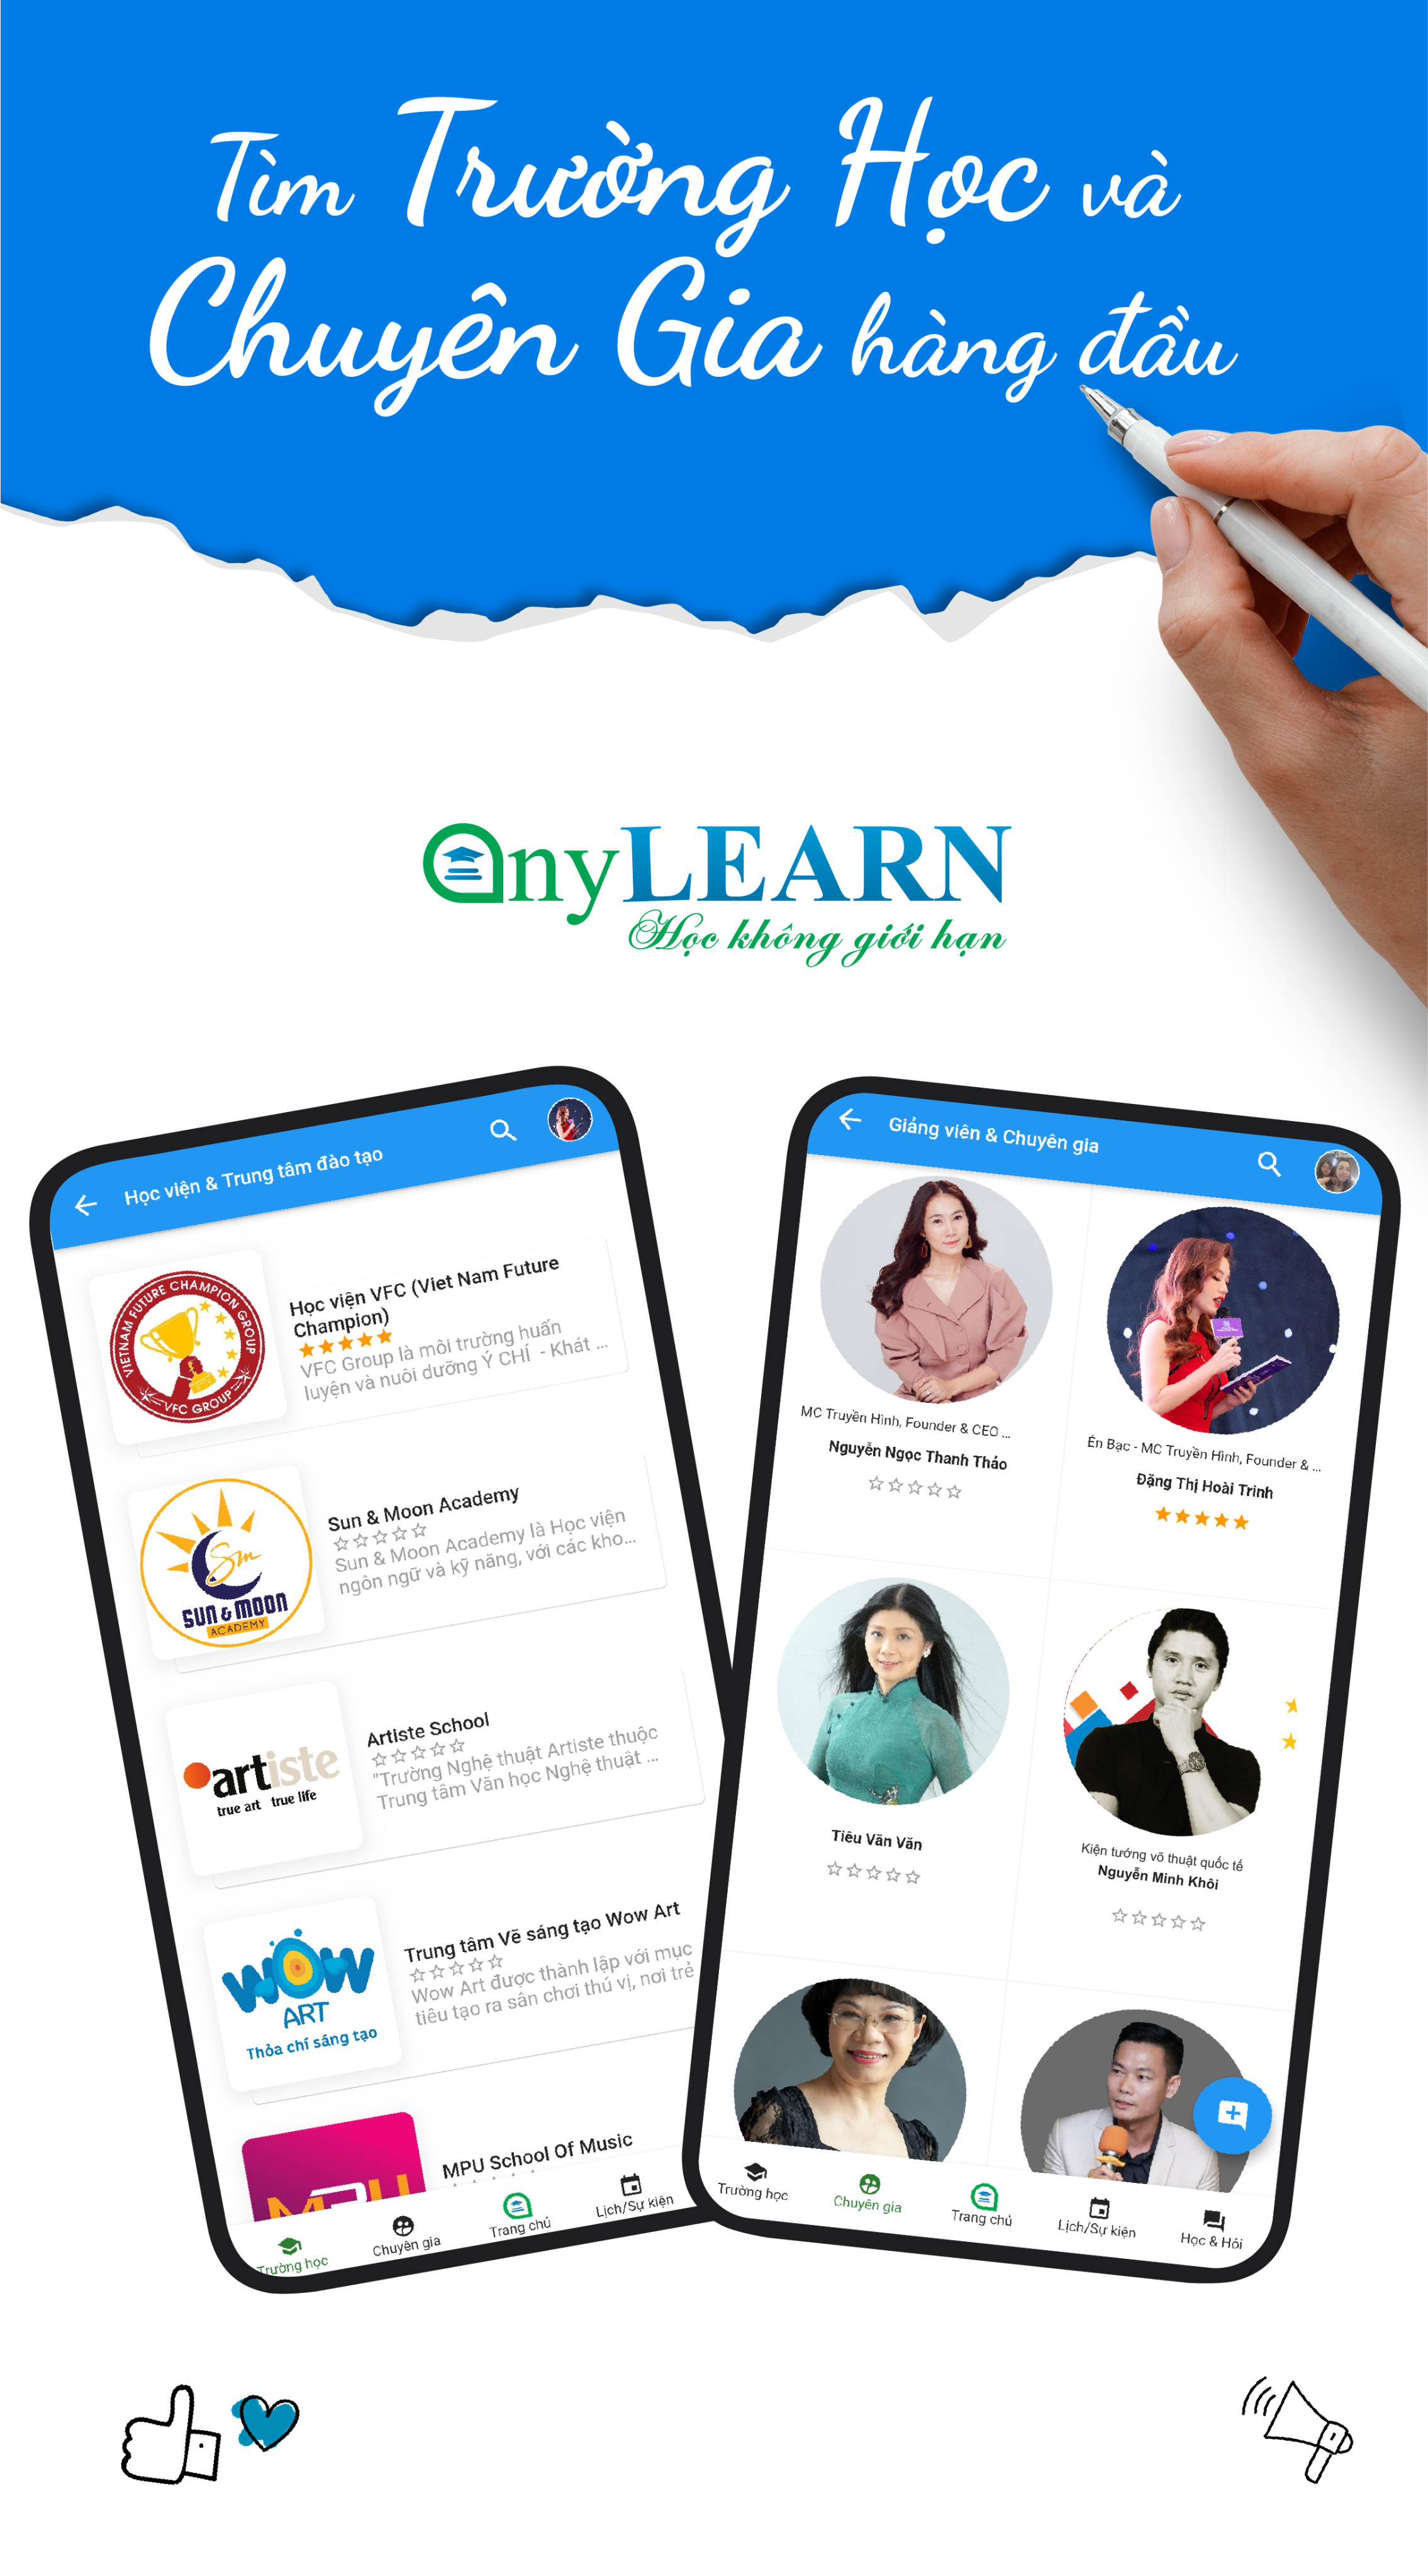 Tìm Trường Học và
Chuyên Gia hàng đầu
anyLEARN
Học không giới hạn
Học viện & Trung tâm đào tạo
VIETNAM FUTURE CHAMPION GROUP
VFC GROUP
Học viện VFC (Viet Nam Future
Champion)
VFC Group là môi trường huấn
luyện và nuôi dưỡng Ý CHÍ - Khát ...
Sm
SUN & MOON
ACADEMY
Sun & Moon Academy
Sun & Moon Academy là Học viện
ngôn ngữ và kỹ năng, với các kho...
artiste
true art true life
Artiste School
"Trường Nghệ thuật Artiste thuộc
Trung tâm Văn học Nghệ thuật ...
WOW
ART
Thỏa chí sáng tạo
Trung tâm Vẽ sáng tạo Wow Art
Wow Art được thành lập với mục
tiêu tạo ra sân chơi thú vị, nơi trẻ
MPU
MPU School Of Music
Trường học
Chuyên gia
Trang chủ
Lịch/Sự kiện
Giảng viên & Chuyên gia
MC Truyền Hình, Founder & CEO ...
Nguyễn Ngọc Thanh Thảo
Én Bạc - MC Truyền Hình, Founder & ...
Đặng Thị Hoài Trinh
Tiêu Vãn Vãn
Kiện tướng võ thuật quốc tế
Nguyễn Minh Khôi
Trường học
Chuyên gia
Trang chủ
Lịch/Sự kiện
Học & Hỏi